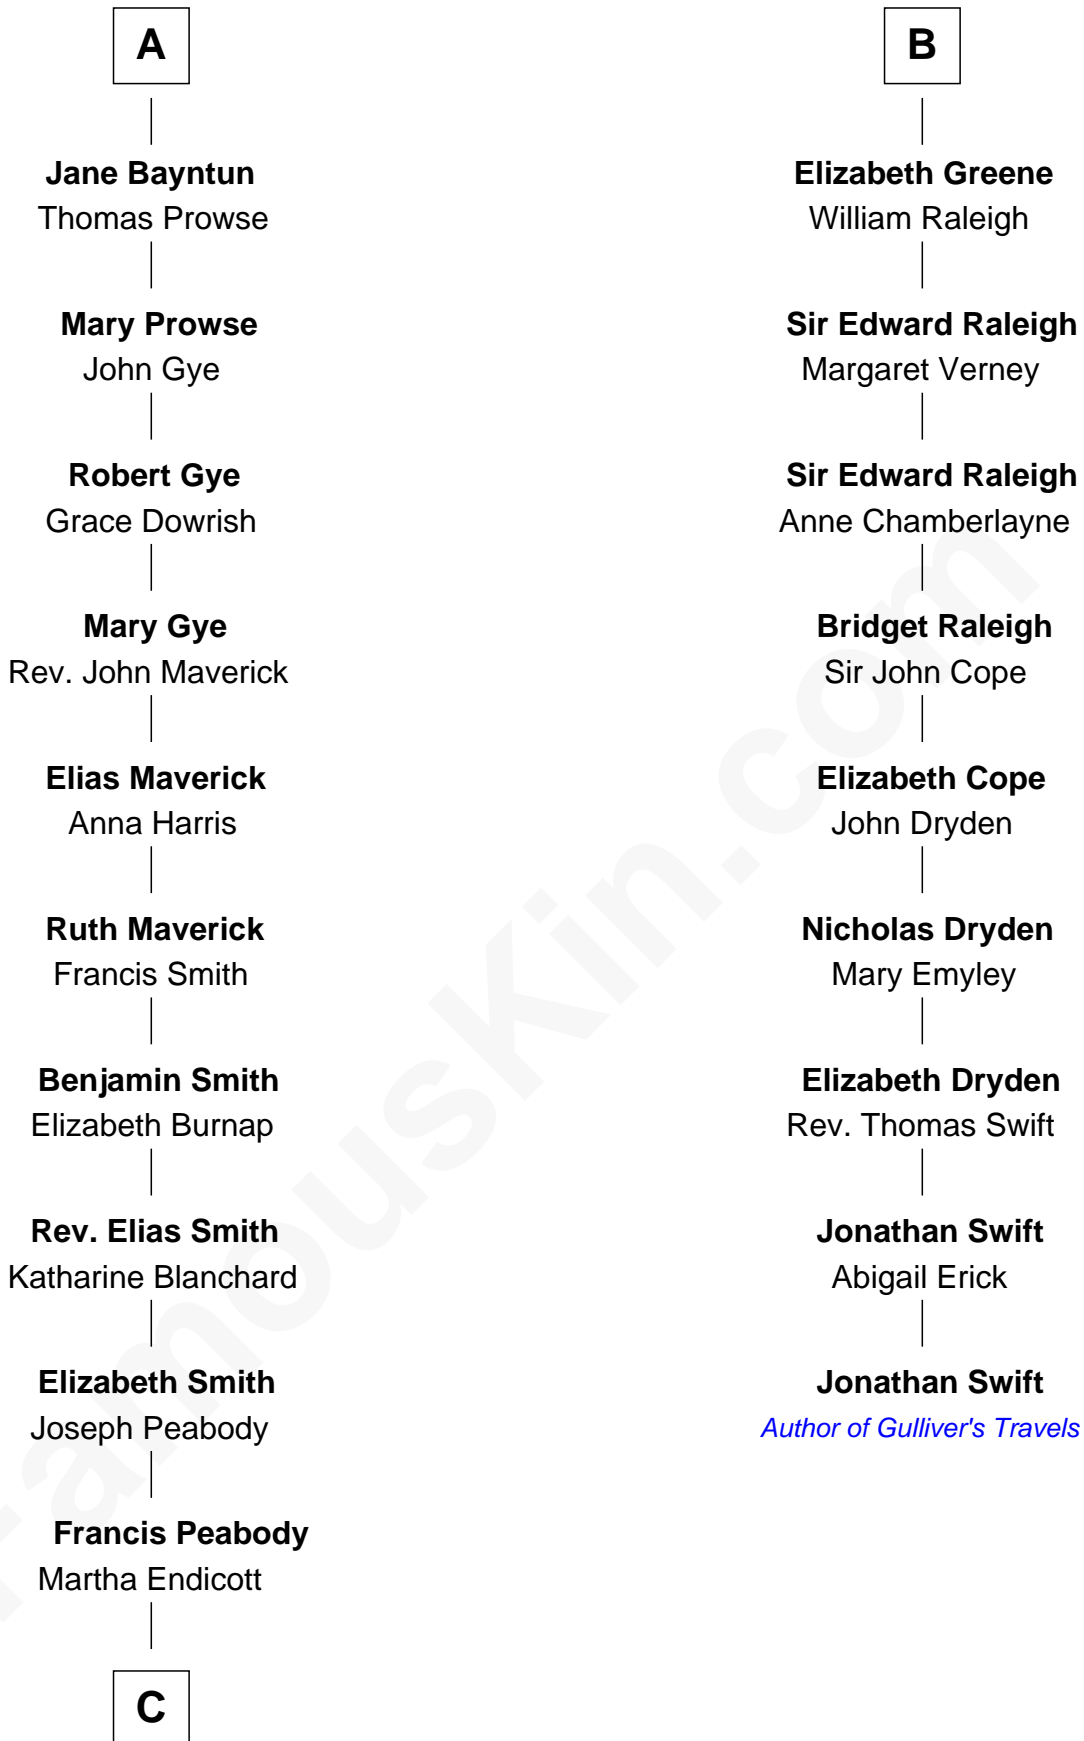 A
Jane Bayntun
Thomas Prowse
Mary Prowse
John Gye
Robert Gye
Grace Dowrish
Mary Gye
Rev. John Maverick
Elias Maverick
Anna Harris
Ruth Maverick
Francis Smith
Benjamin Smith
Elizabeth Burnap
Rev. Elias Smith
Katharine Blanchard
Elizabeth Smith
Joseph Peabody
Francis Peabody
Martha Endicott
C
B
Elizabeth Greene
William Raleigh
Sir Edward Raleigh
Margaret Verney
Sir Edward Raleigh
Anne Chamberlayne
Bridget Raleigh
Sir John Cope
Elizabeth Cope
John Dryden
Nicholas Dryden
Mary Emyley
Elizabeth Dryden
Rev. Thomas Swift
Jonathan Swift
Abigail Erick
Jonathan Swift
Author of Gulliver's Travels
FamousKin.com